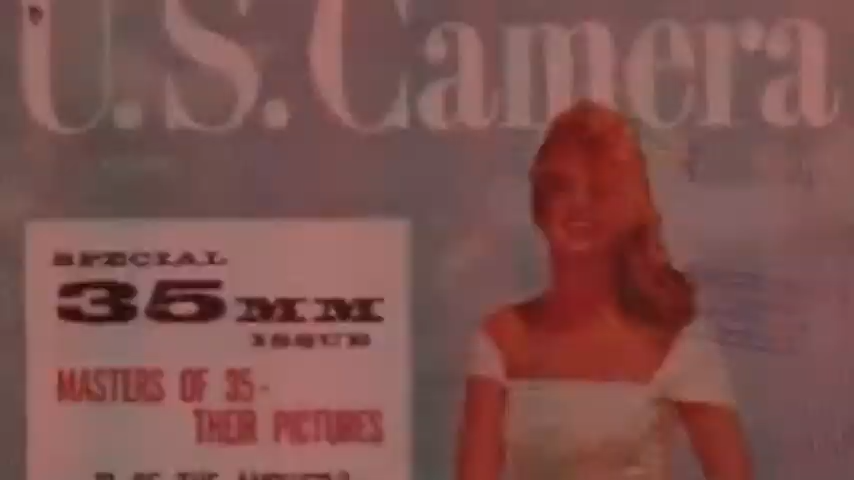 U.S. Camera
SPECIAL
35MM
ISSUE
MASTERS OF 35-
THEIR PICTURES